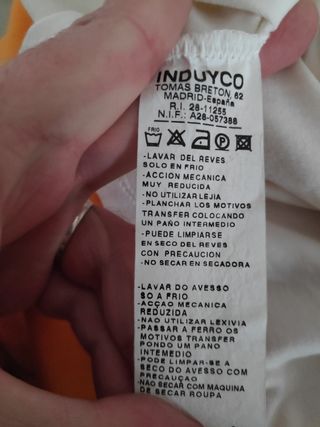 INDUYCO
TOMAS BRETON, 62
MADRID-España
R.I. 28-11255
N.I.F.: A28-057388
FRIO
-LAVAR DEL REVES
SOLO EN FRIO
-ACCION MECANICA
MUY REDUCIDA
-NO UTILIZAR LEJIA
-PLANCHAR LOS MOTIVOS
TRANSFER COLOCANDO
UN PAÑO INTERMEDIO
-PUEDE LIMPIARSE
EN SECO DEL REVES
CON PRECAUCION
-NO SECAR EN SECADORA
-LAVAR DO AVESSO
SO A FRIO
-ACÇAO MECANICA
REDUZIDA
-NAO UTILIZAR LEXIVIA
-PASSAR A FERRO OS
MOTIVOS TRANSFER
PONDO UM PANO
INTEMEDIO
-PODE LIMPAR-SE A
SECO DO AVESSO COM
PRECAUÇAO
-NÃO SECAR COM MAQUINA
DE SECAR ROUPA